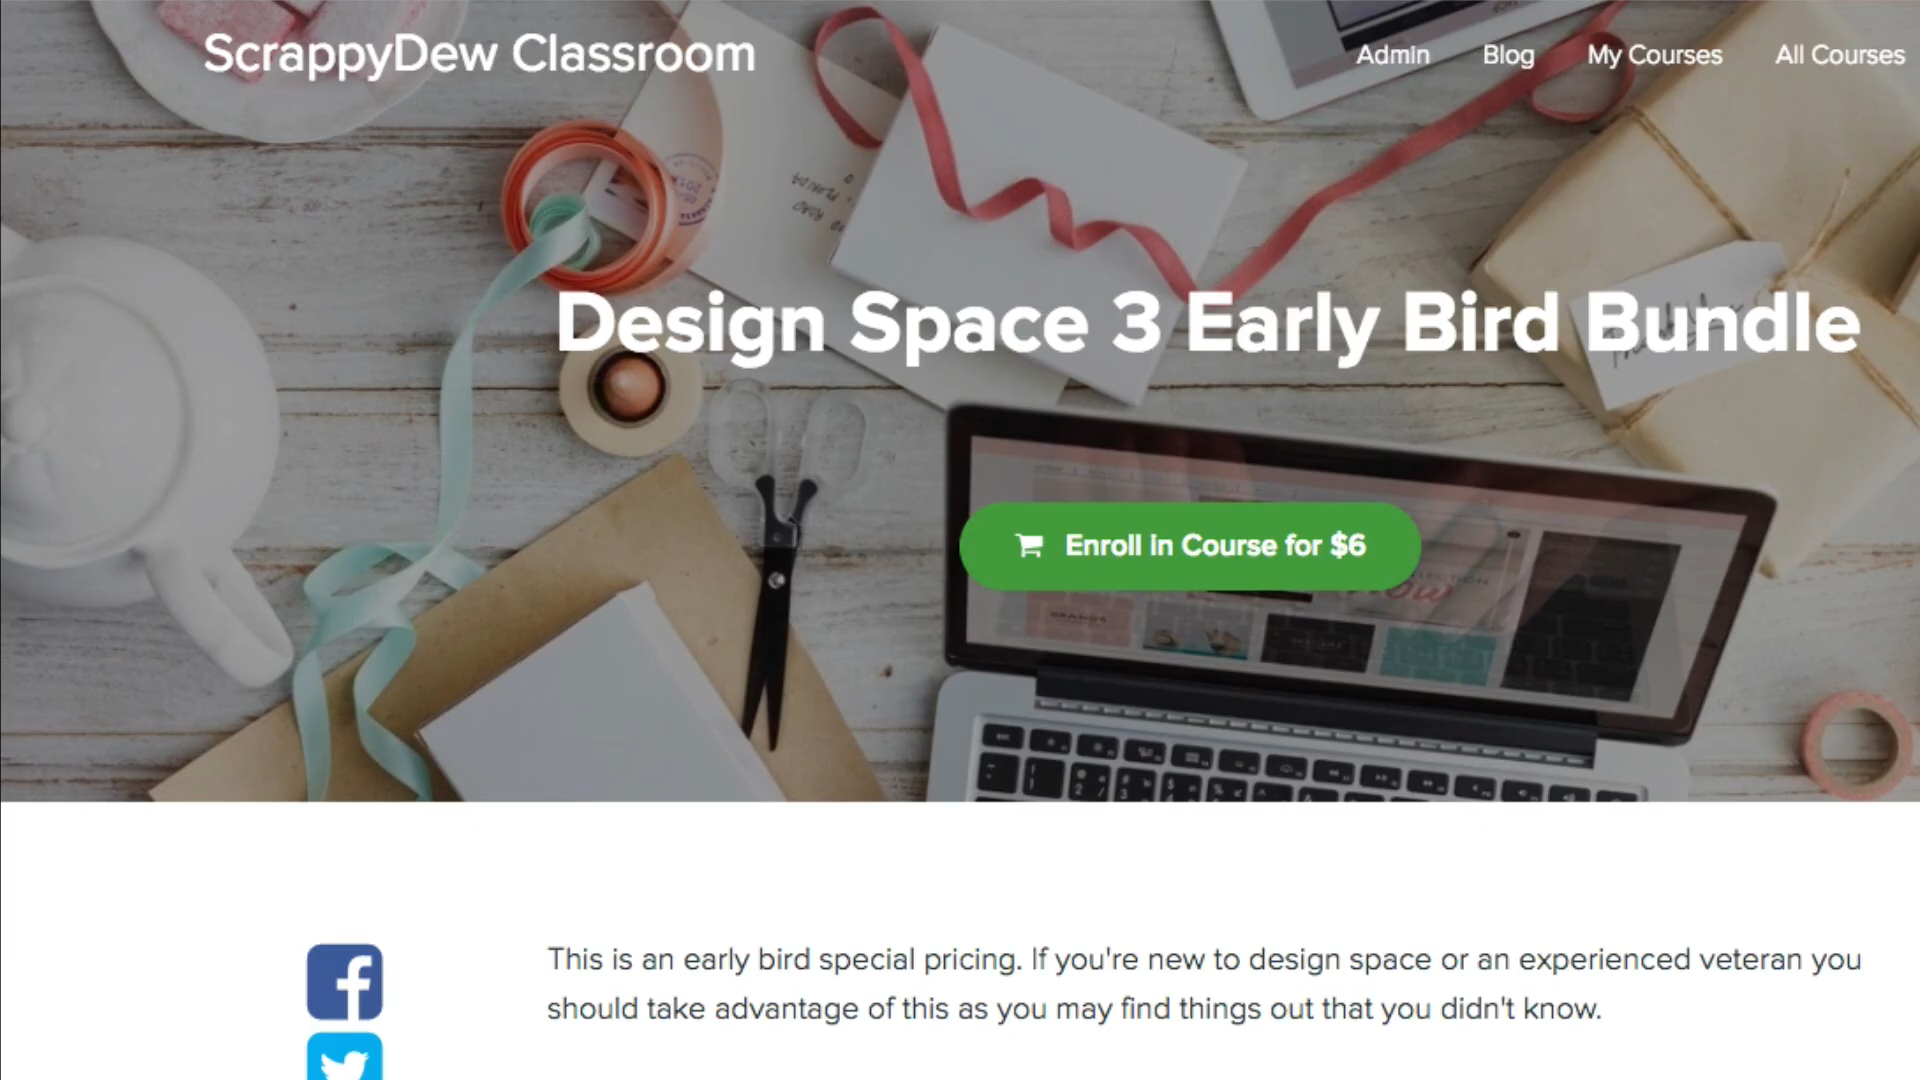 ScrappyDew Classroom
Admin
Blog
My Courses
All Courses
Design Space 3 Early Bird Bundle
Enroll in Course for $6
This is an early bird special pricing. If you're new to design space or an experienced veteran you
should take advantage of this as you may find things out that you didn't know.